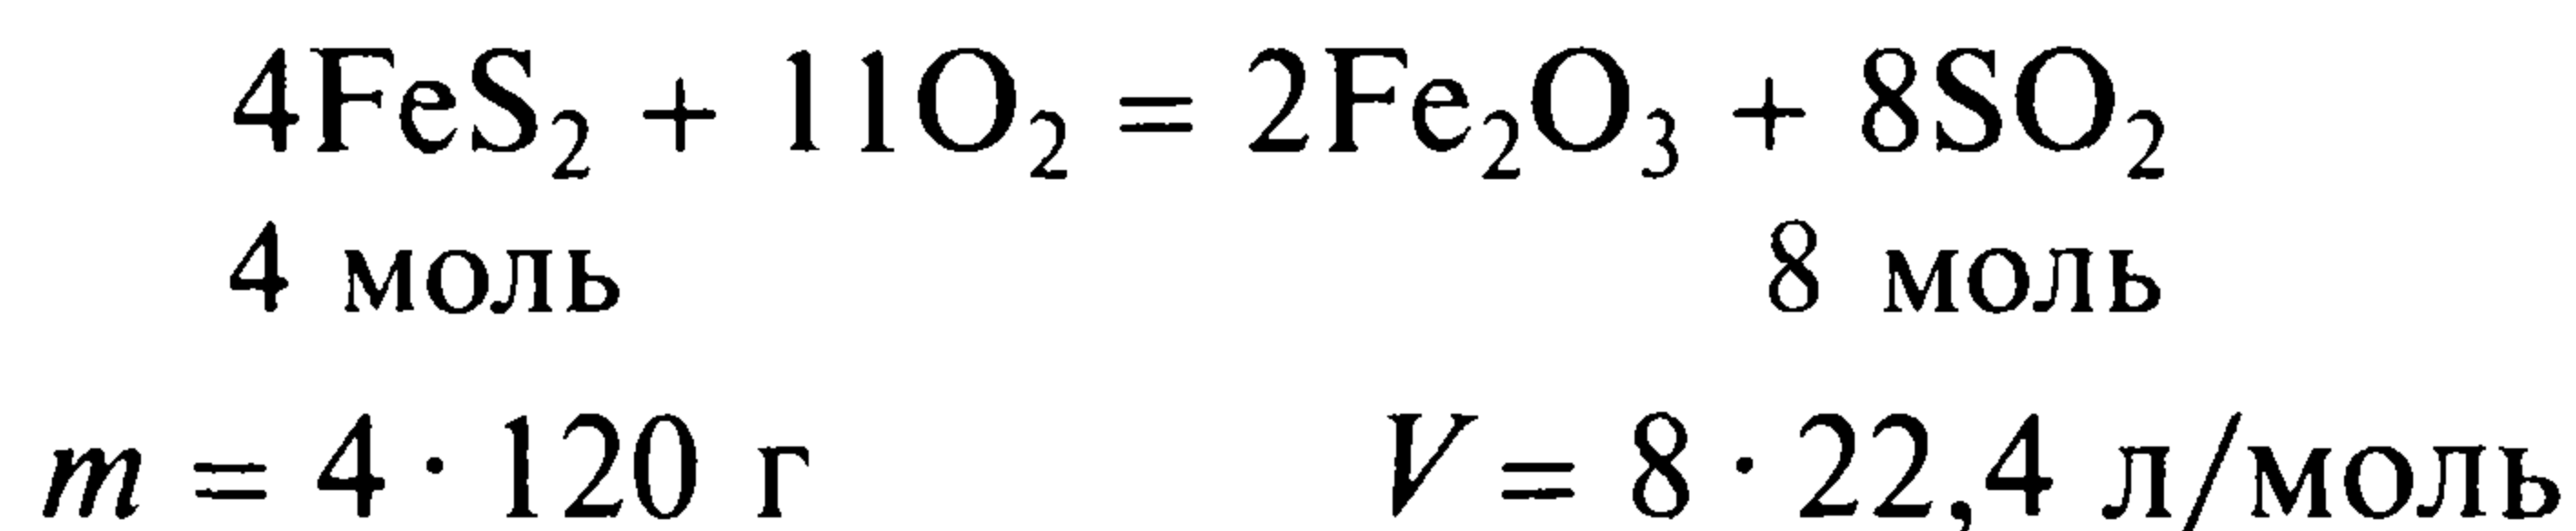 4FeS₂ + 11O₂ = 2Fe₂O₃ + 8SO₂
4 моль 8 моль
m = 4 · 120 г V = 8 · 22,4 л/моль